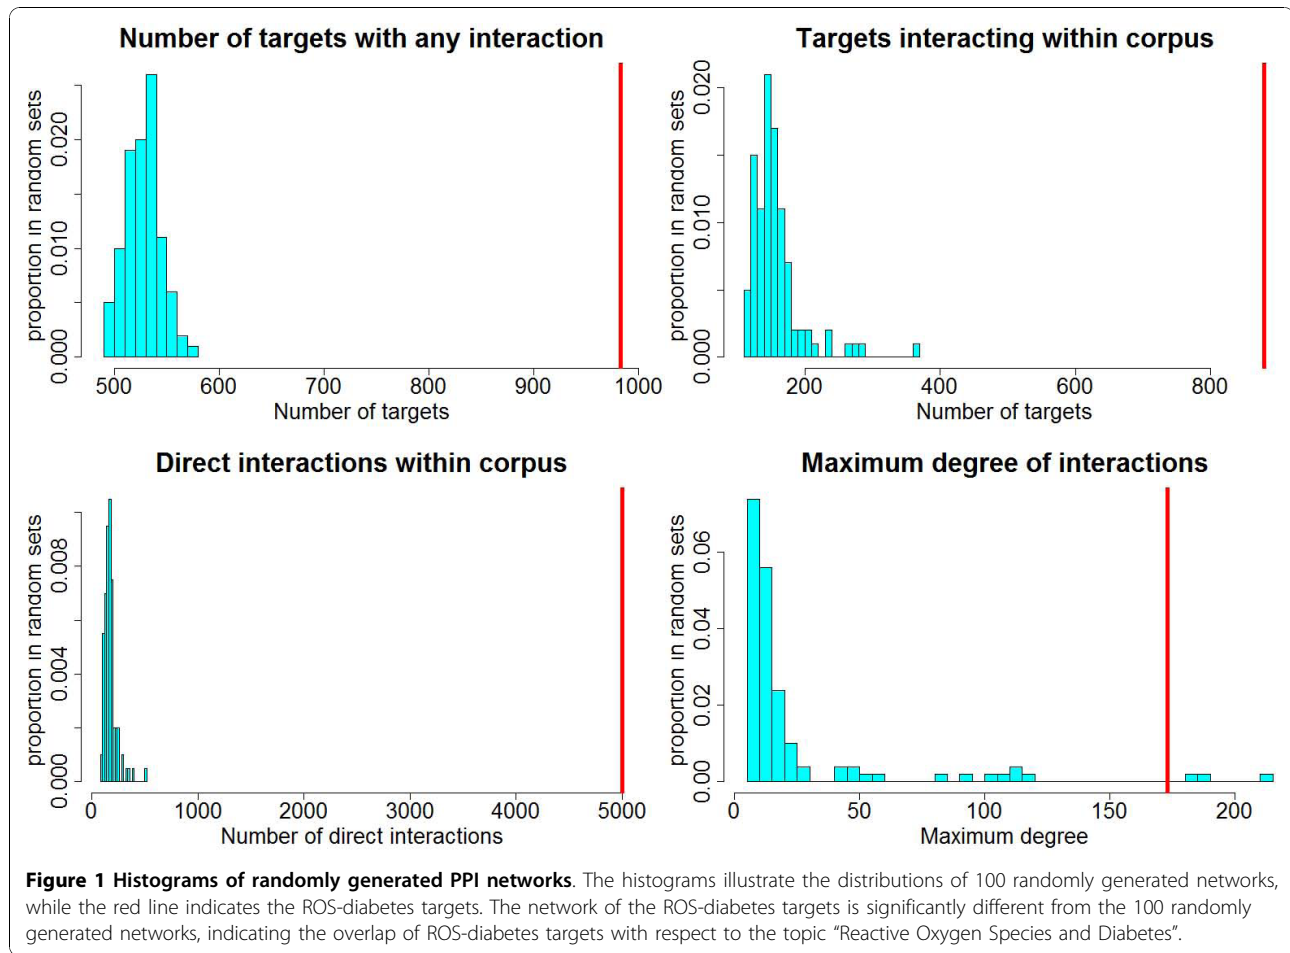 Number of targets with any interaction
proportion in random sets
0.000 0.010 0.020
500 600 700 800 900 1000
Number of targets
Targets interacting within corpus
proportion in random sets
0.000 0.010 0.020
200 400 600 800
Number of targets
Direct interactions within corpus
proportion in random sets
0.000 0.004 0.008
0 1000 2000 3000 4000 5000
Number of direct interactions
Maximum degree of interactions
proportion in random sets
0.00 0.02 0.04 0.06
0 50 100 150 200
Maximum degree
Figure 1 Histograms of randomly generated PPI networks. The histograms illustrate the distributions of 100 randomly generated networks,
while the red line indicates the ROS-diabetes targets. The network of the ROS-diabetes targets is significantly different from the 100 randomly
generated networks, indicating the overlap of ROS-diabetes targets with respect to the topic “Reactive Oxygen Species and Diabetes”.